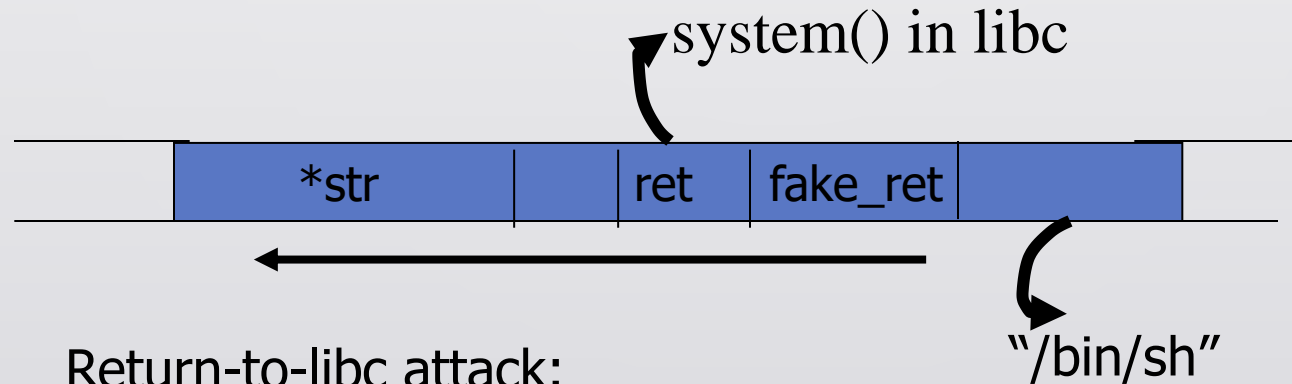 system() in libc
*str ret fake_ret
Return-to-libc attack:
“/bin/sh”